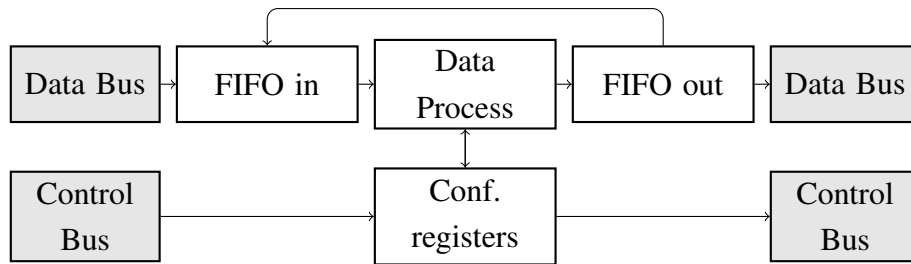 Data Bus
FIFO in
Data
Process
FIFO out
Data Bus
Control
Bus
Conf.
registers
Control
Bus